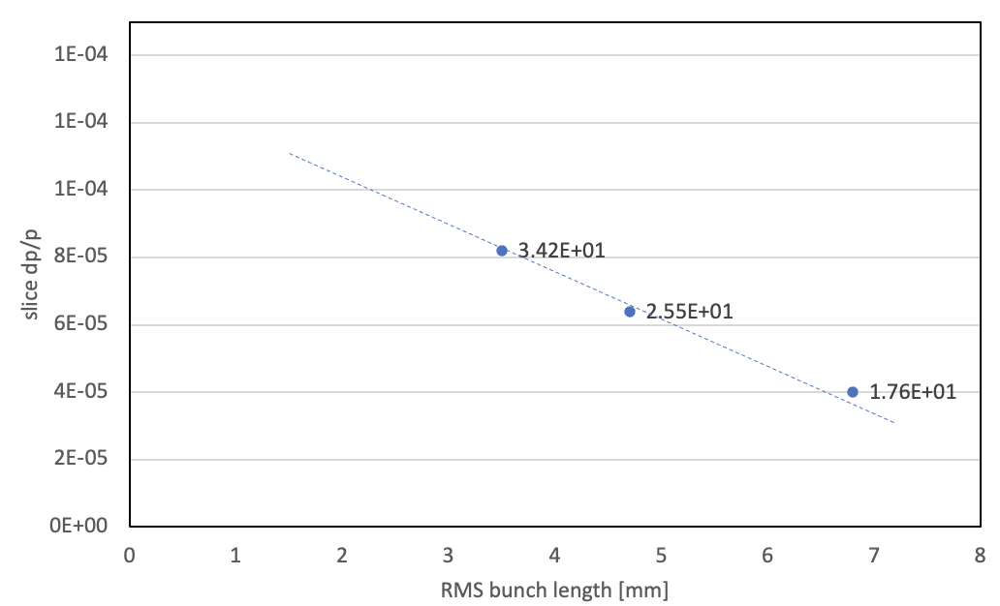 1E-04
1E-04
1E-04
8E-05
6E-05
4E-05
2E-05
0E+00
slice dp/p
3.42E+01
2.55E+01
1.76E+01
0 1 2 3 4 5 6 7 8
RMS bunch length [mm]